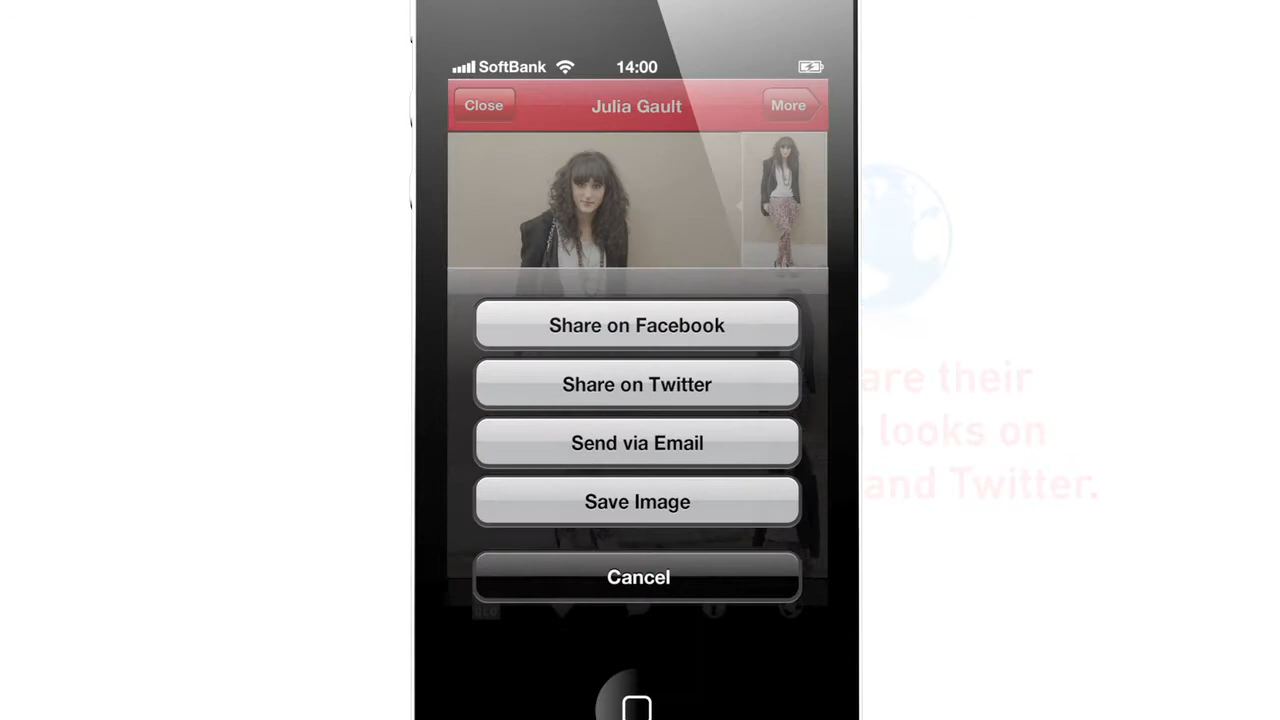 SoftBank 14:00
Close Julia Gault More
Share on Facebook
Share on Twitter
Send via Email
Save Image
Cancel
their
looks on
and Twitter.